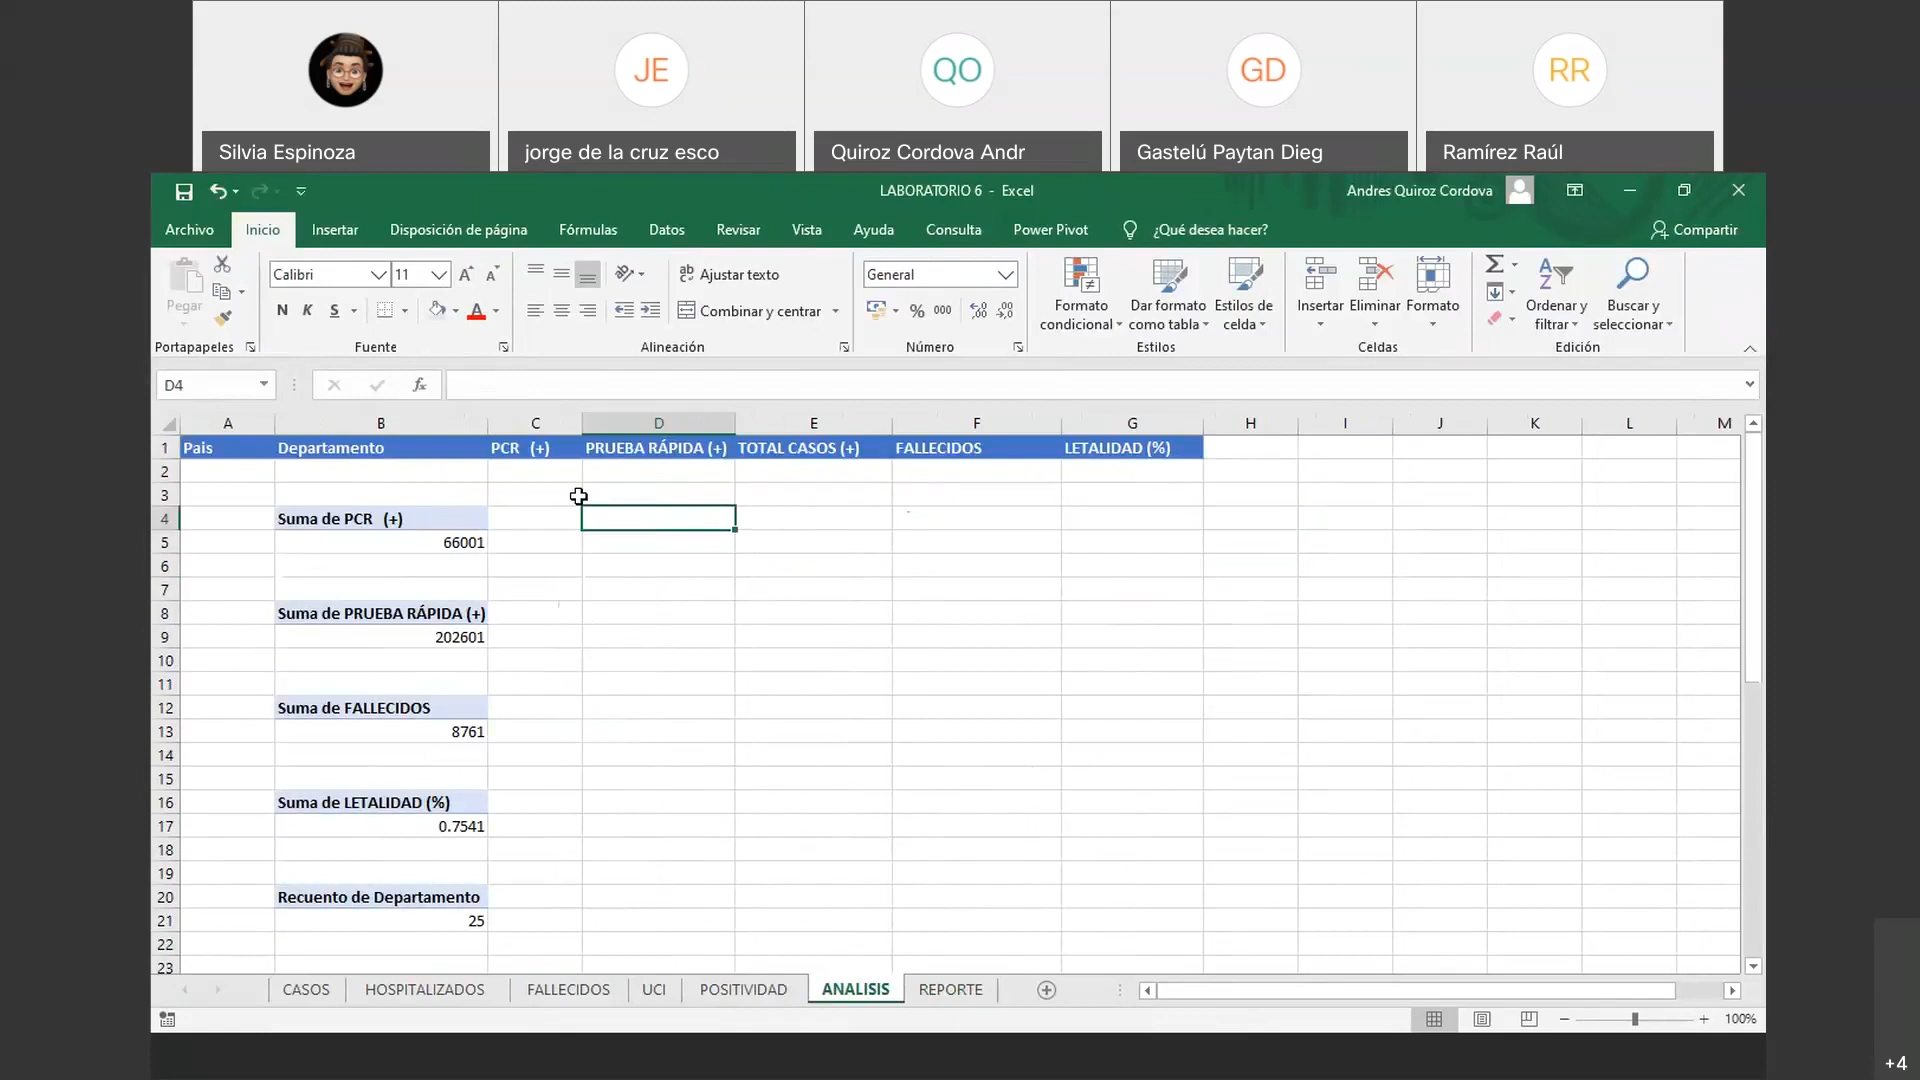 JE
QO
GD
RR
Silvia Espinoza
jorge de la cruz esco
Quiroz Cordova Andr
Gastelú Paytan Dieg
Ramírez Raúl
LABORATORIO 6 - Excel
Andres Quiroz Cordova
Archivo Inicio Insertar Disposición de página Fórmulas Datos Revisar Vista Ayuda Consulta Power Pivot ¿Qué desea hacer? Compartir
Pegar
Calibri 11
N K S
Ajustar texto
Combinar y centrar
General
% 000
Formato condicional
Dar formato como tabla
Estilos de celda
Insertar Eliminar Formato
Ordenar y filtrar
Buscar y seleccionar
Portapapeles Fuente Alineación Número Estilos Celdas Edición
D4 fx
A B C D E F G H I J K L M
1 Pais Departamento PCR (+) PRUEBA RÁPIDA (+) TOTAL CASOS (+) FALLECIDOS LETALIDAD (%)
2
3
4 Suma de PCR (+)
5 66001
6
7
8 Suma de PRUEBA RÁPIDA (+)
9 202601
10
11
12 Suma de FALLECIDOS
13 8761
14
15
16 Suma de LETALIDAD (%)
17 0.7541
18
19
20 Recuento de Departamento
21 25
22
23
CASOS HOSPITALIZADOS FALLECIDOS UCI POSITIVIDAD ANALISIS REPORTE
100%
+4